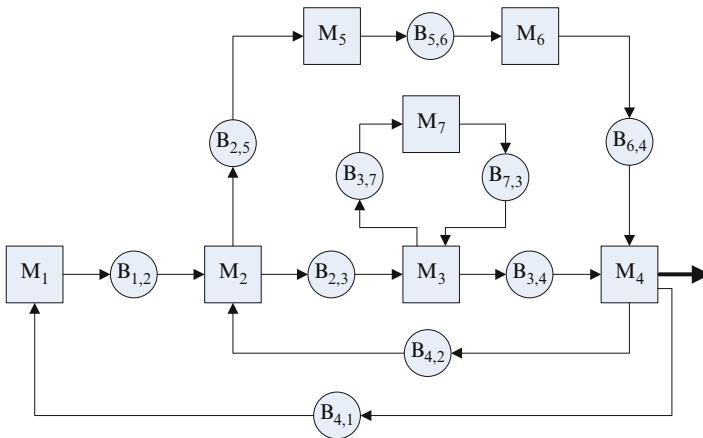 M₅ B₅,₆ M₆
M₇
B₂,₅ B₆,₄
B₃,₇ B₇,₃
M₁ B₁,₂ M₂ B₂,₃ M₃ B₃,₄ M₄
B₄,₂
B₄,₁